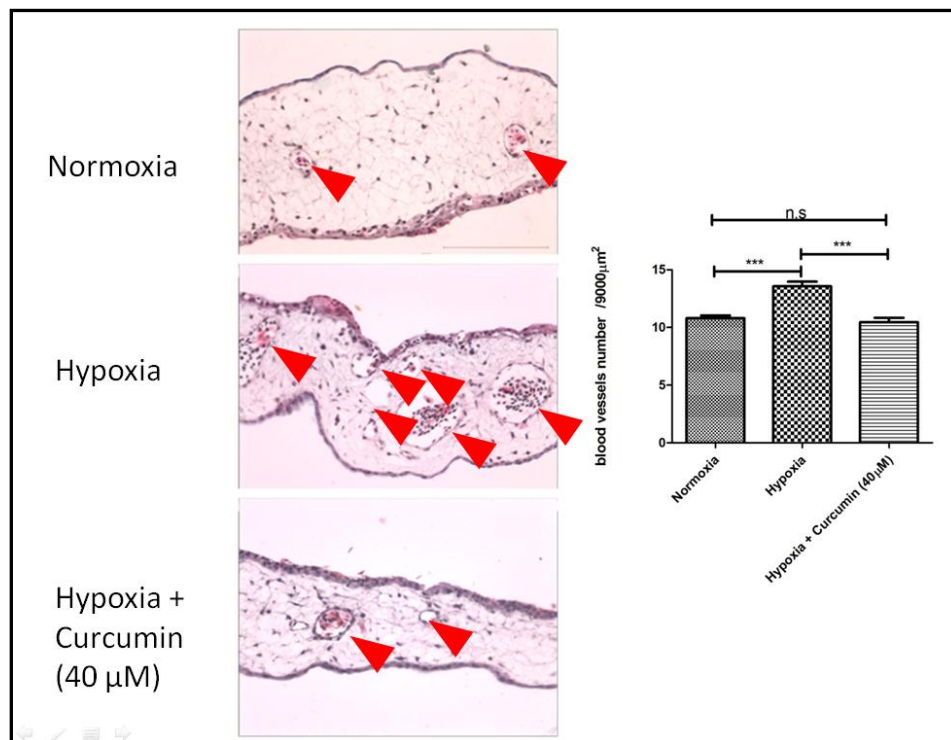 Normoxia
Hypoxia
Hypoxia +
Curcumin
(40 µM)
n.s
***
***
blood vessels number /9000µm²
15
10
5
0
Normoxia
Hypoxia
Hypoxia + Curcumin (40µM)